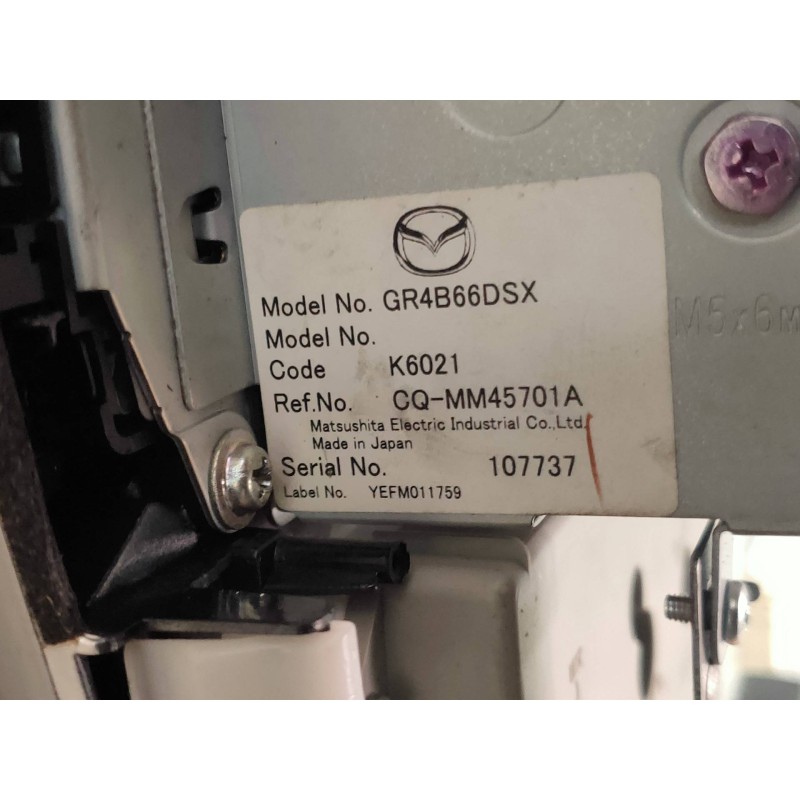 Model No. GR4B66DSX
Model No.
Code K6021
Ref.No. CQ-MM45701A
Matsushita Electric Industrial Co.,Ltd.
Made in Japan
Serial No. 107737
Label No. YEFM011759
M5x6M